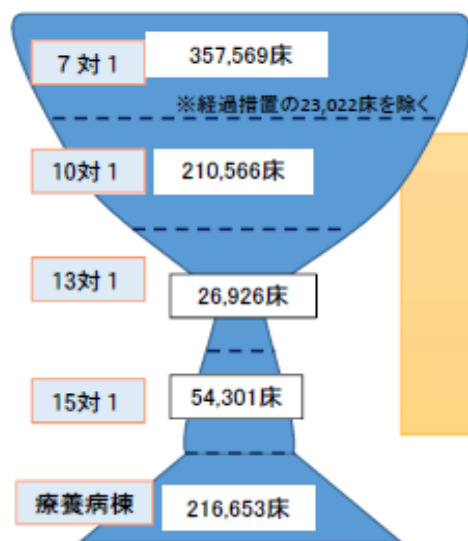 7 対 1
357,569床
※経過措置の23,022床を除く
10対 1
210,566床
13対 1
26,926床
15対 1
54,301床
療養病棟
216,653床